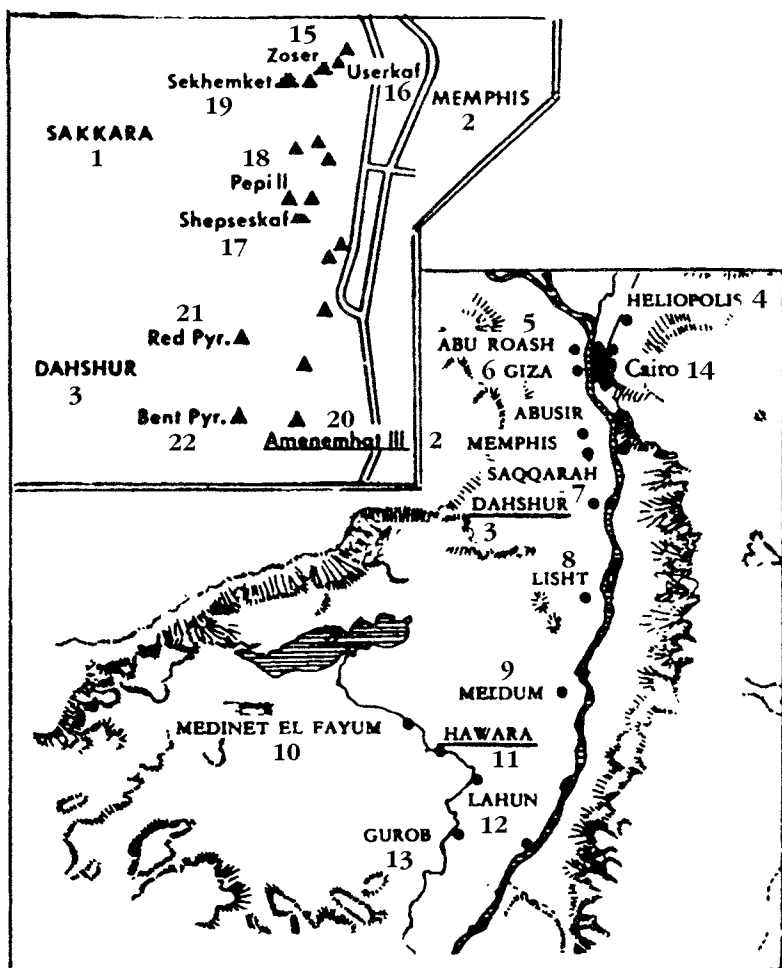 15
Zoser
Userkaf
Sekhemket
16
19
MEMPHIS
2
SAKKARA
1
18
Pepi II
Shepseskaf
17
21
Red Pyr.
DAHSHUR
3
Bent Pyr.
20
22
Amenemhat III
2
HELIOPOLIS 4
5
ABU ROASH
6 GIZA
Cairo 14
ABUSIR
MEMPHIS
SAQQARAH
7
DAHSHUR
3
8
LISHT
9
MEIDUM
MEDINET EL FAYUM
10
HAWARA
11
LAHUN
12
GUROB
13